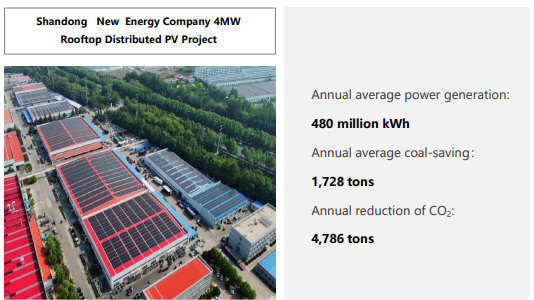 Shandong New Energy Company 4MW
Rooftop Distributed PV Project
Annual average power generation:
480 million kWh
Annual average coal-saving：
1,728 tons
Annual reduction of CO₂:
4,786 tons